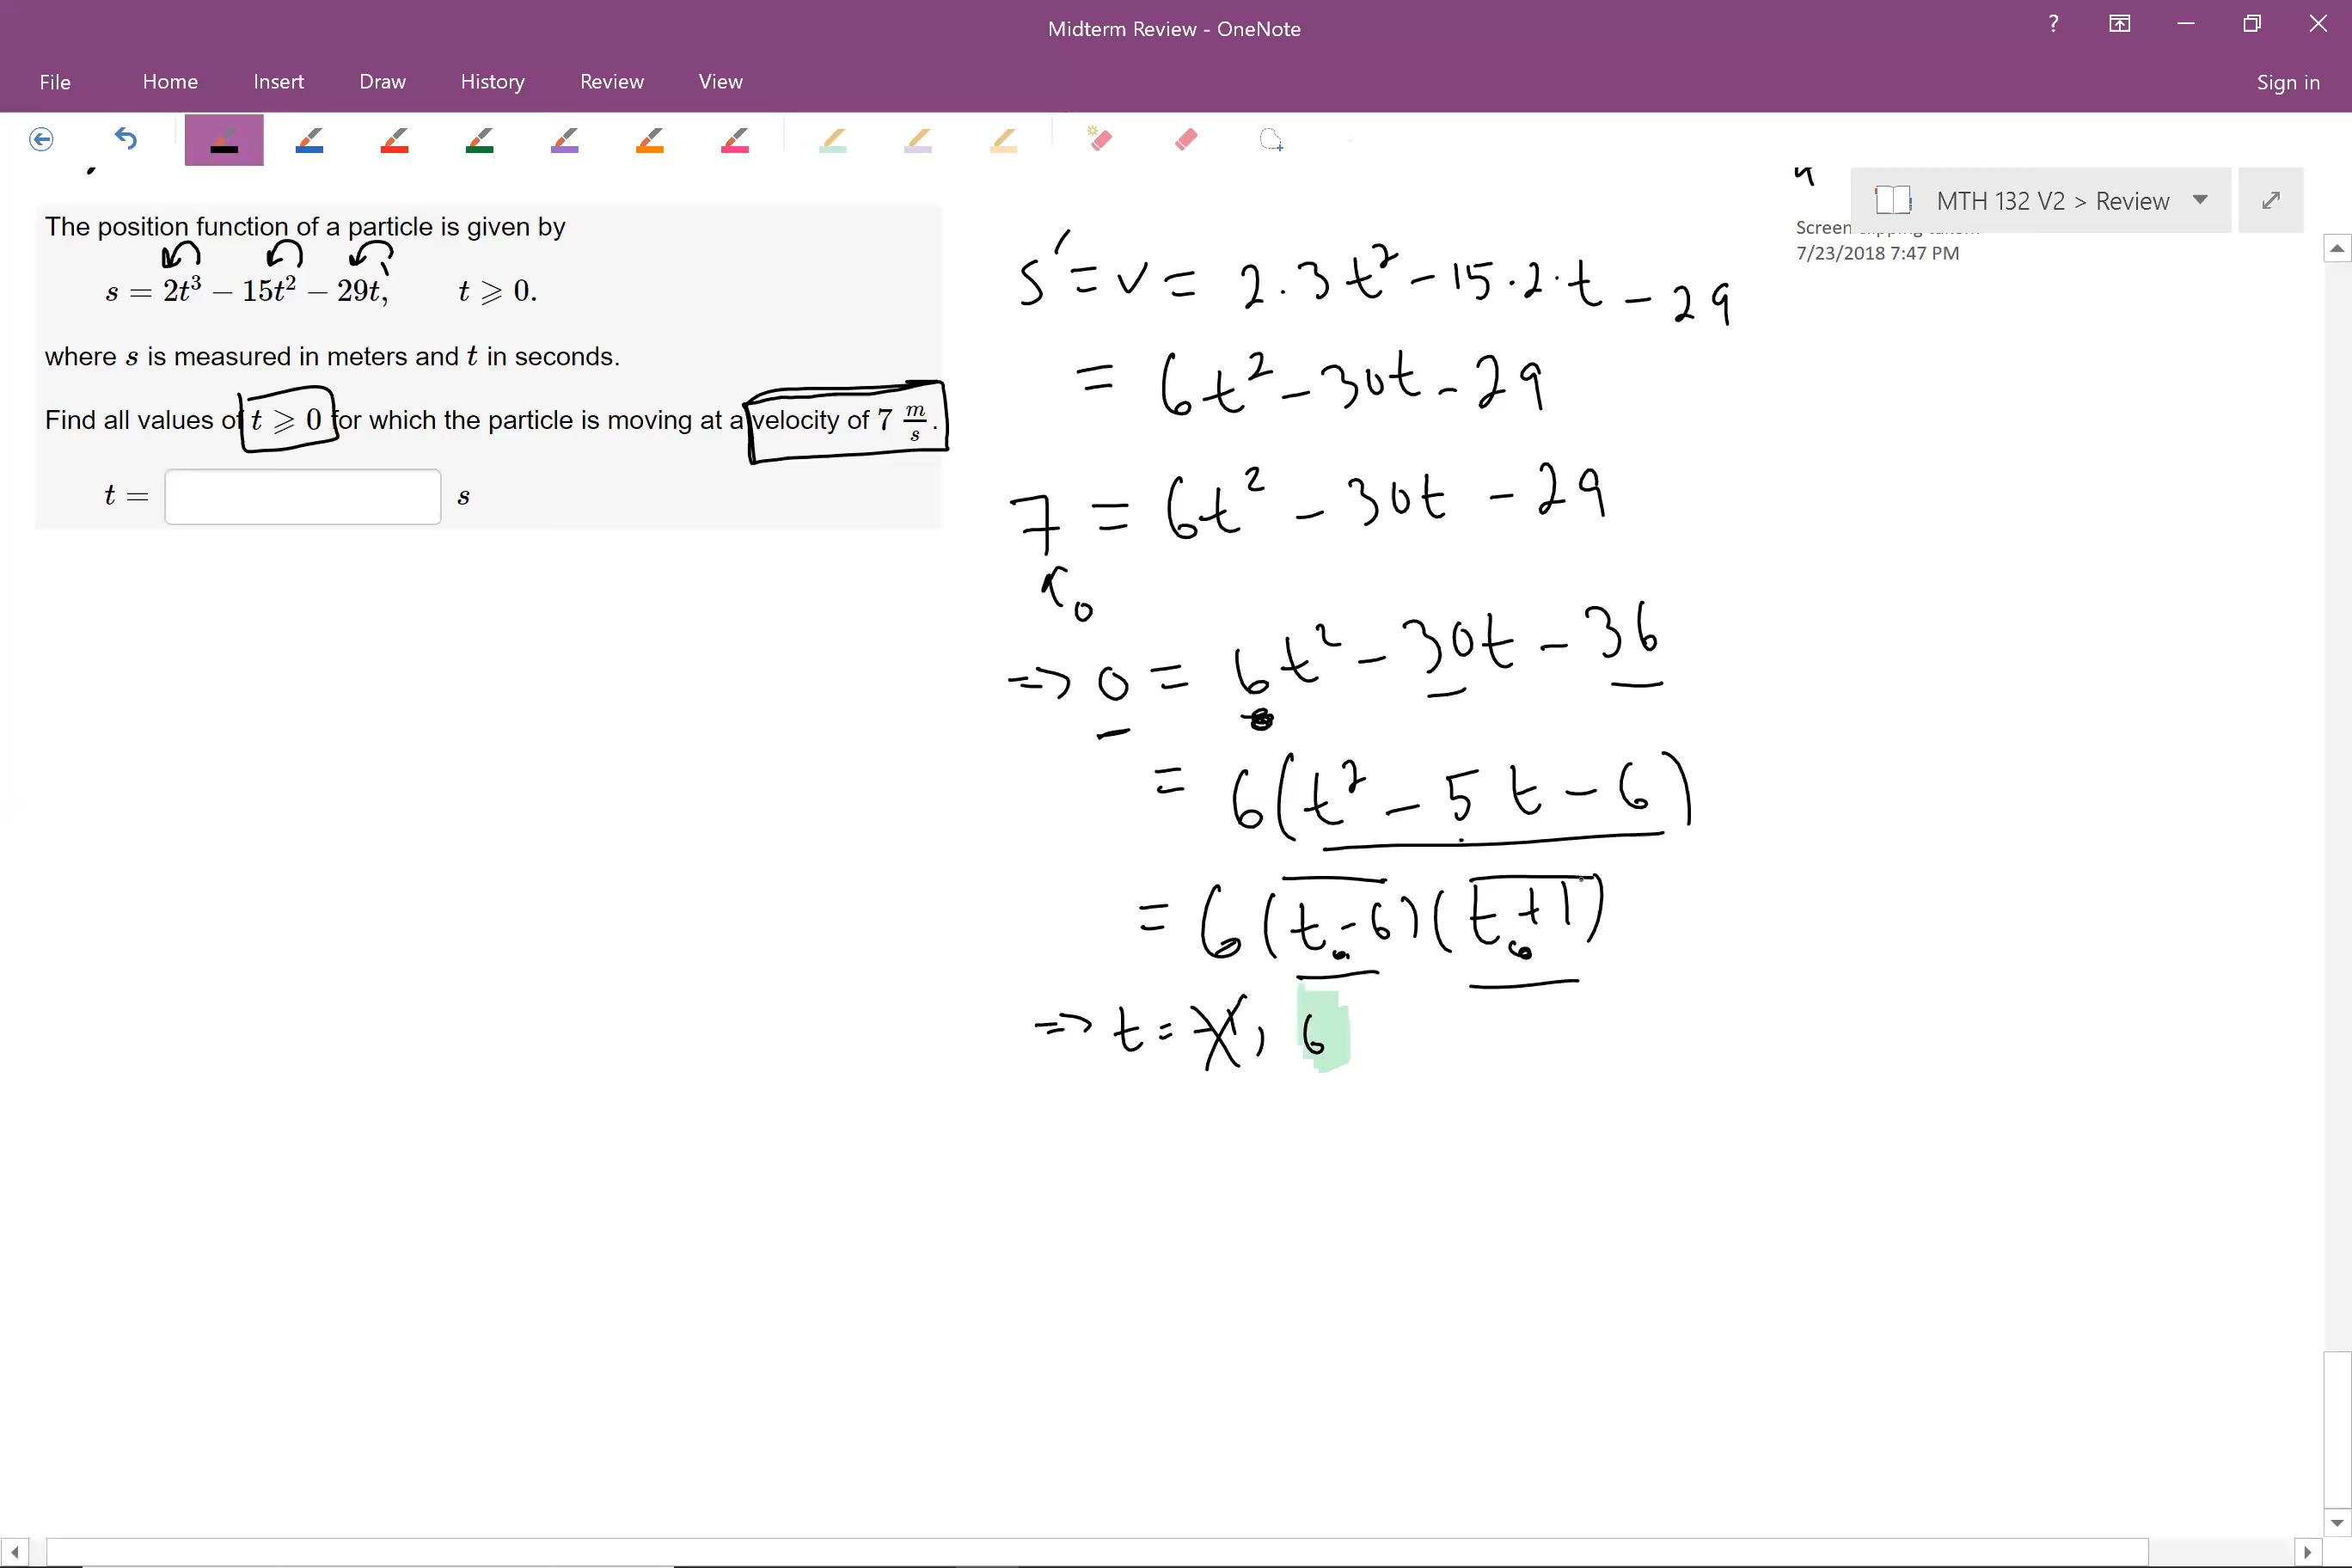 Midterm Review - OneNote
?
File Home Insert Draw History Review View Sign in
MTH 132 V2 > Review
7/23/2018 7:47 PM
The position function of a particle is given by
s = 2t³ − 15t² − 29t, t ⩾ 0.
where s is measured in meters and t in seconds.
Find all values of t ⩾ 0 for which the particle is moving at a velocity of 7 m/s.
t = s
s' = v = 2·3t² − 15·2·t − 29
= 6t² − 30t − 29
7 = 6t² − 30t − 29
0
=> 0 = 6t² − 30t − 36
= 6(t² − 5t − 6)
= 6(t − 6)(t + 1)
=> t = -1, 6